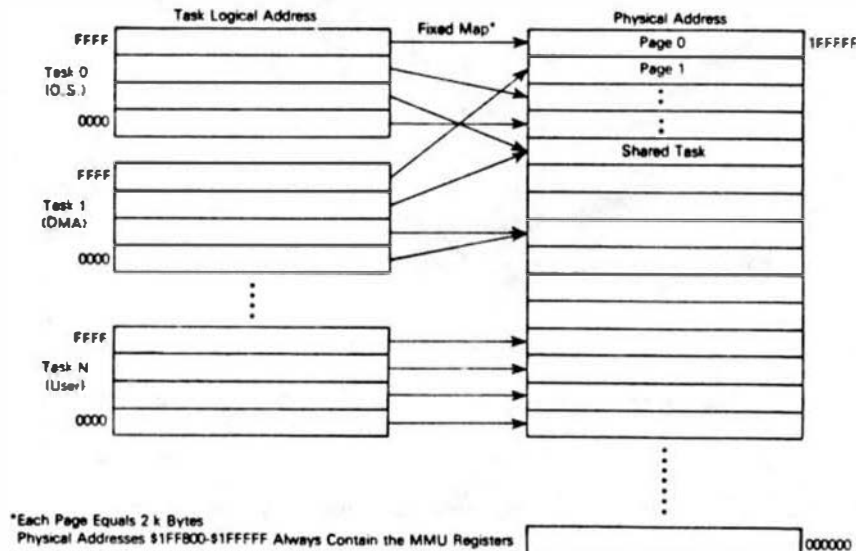 Task Logical Address
Fixed Map*
Physical Address
FFFF
Page 0
1FFFFF
Task 0
(O.S.)
Page 1
0000
Shared Task
FFFF
Task 1
(DMA)
0000
FFFF
Task N
(User)
0000
*Each Page Equals 2 k Bytes
Physical Addresses $1FF800-$1FFFFF Always Contain the MMU Registers
000000